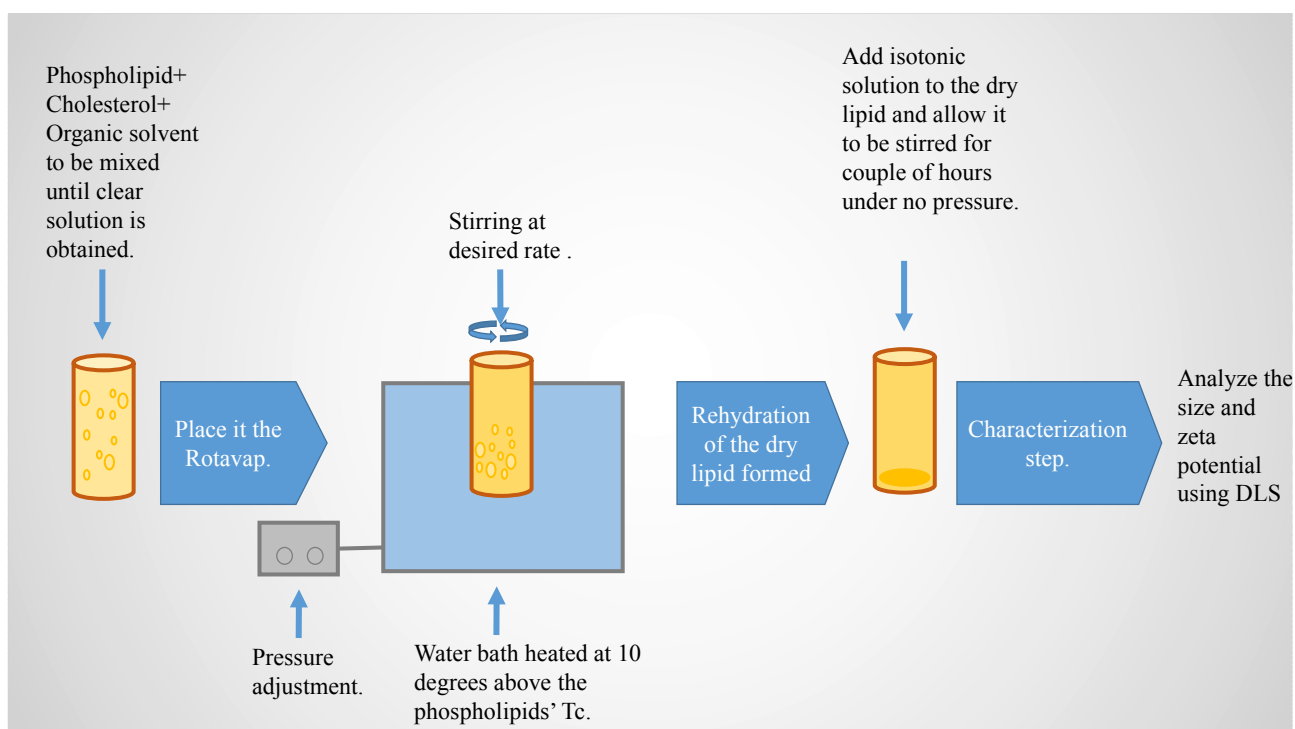 Phospholipid+
Cholesterol+
Organic solvent
to be mixed
until clear
solution is
obtained.
Place it the
Rotavap.
Stirring at
desired rate .
Pressure
adjustment.
Water bath heated at 10
degrees above the
phospholipids’ Tc.
Rehydration
of the dry
lipid formed
Add isotonic
solution to the dry
lipid and allow it
to be stirred for
couple of hours
under no pressure.
Characterization
step.
Analyze the
size and
zeta
potential
using DLS